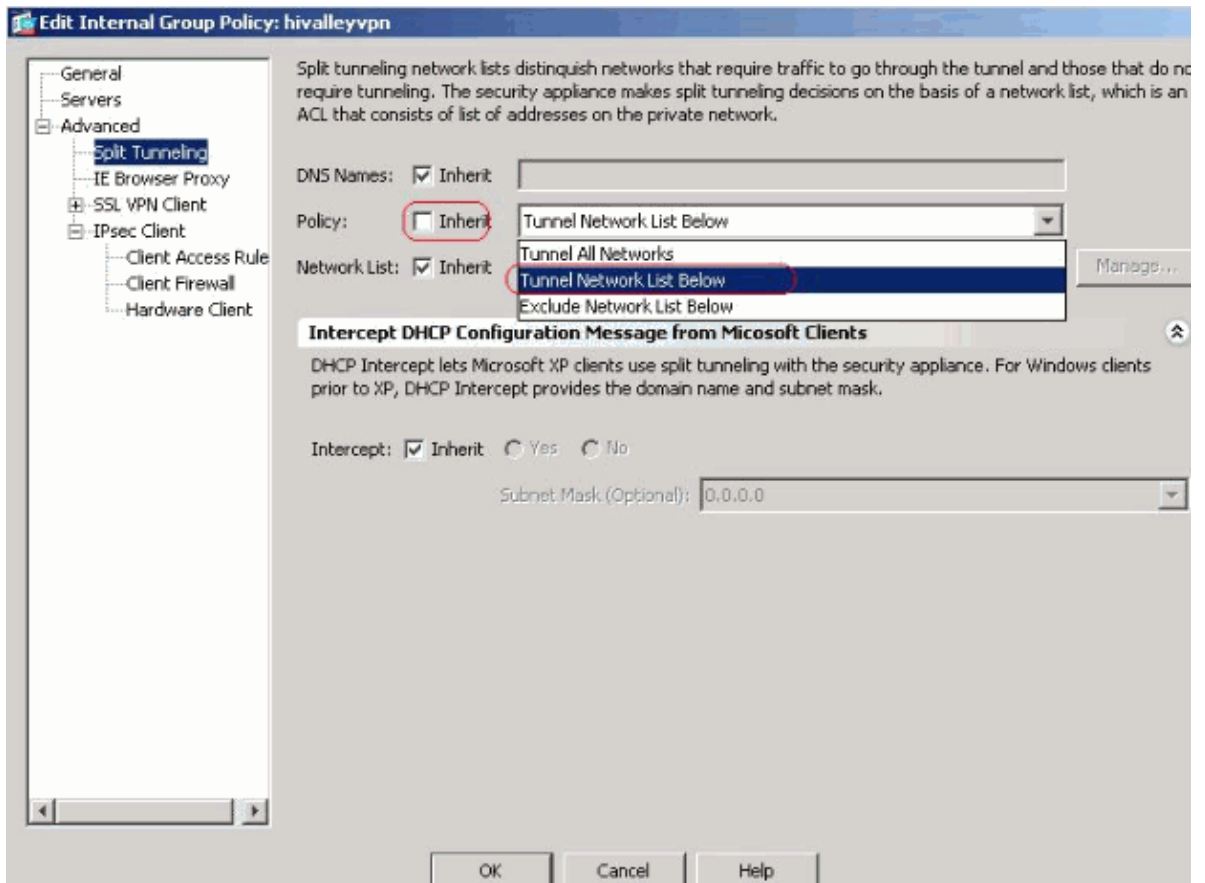 Edit Internal Group Policy: hivalleyvpn
General
Servers
Advanced
Split Tunneling
IE Browser Proxy
SSL VPN Client
IPsec Client
Client Access Rule
Client Firewall
Hardware Client
Split tunneling network lists distinquish networks that require traffic to go through the tunnel and those that do no
require tunneling. The security appliance makes split tunneling decisions on the basis of a network list, which is an
ACL that consists of list of addresses on the private network.
DNS Names: Inherit
Policy: Inherit Tunnel Network List Below
Tunnel All Networks
Network List: Inherit Tunnel Network List Below Manage...
Exclude Network List Below
Intercept DHCP Configuration Message from Micosoft Clients
DHCP Intercept lets Microsoft XP clients use split tunneling with the security appliance. For Windows clients
prior to XP, DHCP Intercept provides the domain name and subnet mask.
Intercept: Inherit Yes No
Subnet Mask (Optional): 0.0.0.0
OK Cancel Help